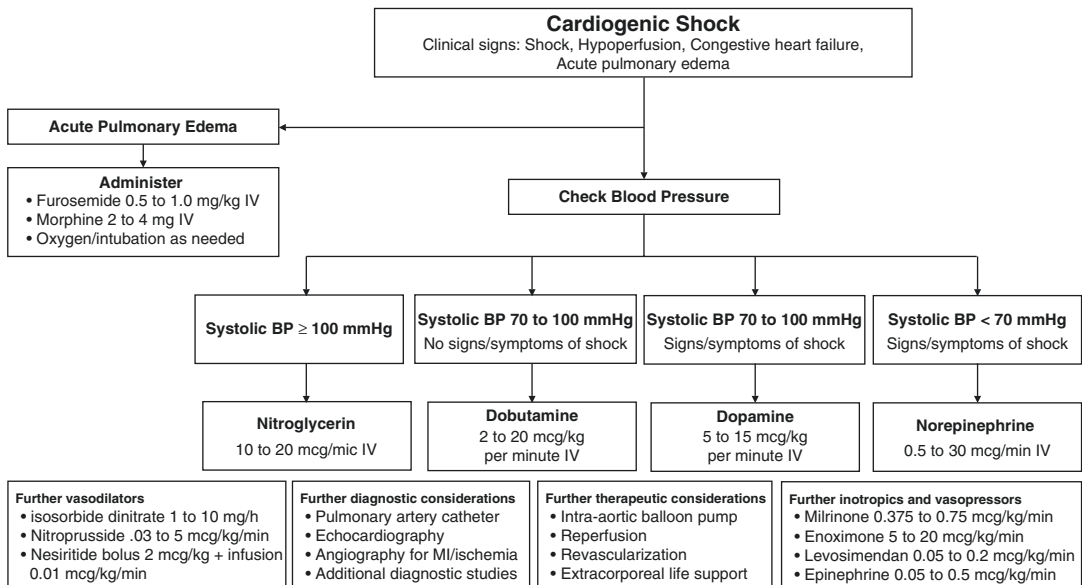 Cardiogenic Shock
Clinical signs: Shock, Hypoperfusion, Congestive heart failure,
Acute pulmonary edema
Acute Pulmonary Edema
Administer
• Furosemide 0.5 to 1.0 mg/kg IV
• Morphine 2 to 4 mg IV
• Oxygen/intubation as needed
Check Blood Pressure
Systolic BP ≥ 100 mmHg
Systolic BP 70 to 100 mmHg
No signs/symptoms of shock
Systolic BP 70 to 100 mmHg
Signs/symptoms of shock
Systolic BP < 70 mmHg
Signs/symptoms of shock
Nitroglycerin
10 to 20 mcg/mic IV
Dobutamine
2 to 20 mcg/kg
per minute IV
Dopamine
5 to 15 mcg/kg
per minute IV
Norepinephrine
0.5 to 30 mcg/min IV
Further vasodilators
• isosorbide dinitrate 1 to 10 mg/h
• Nitroprusside .03 to 5 mcg/kg/min
• Nesiritide bolus 2 mcg/kg + infusion
0.01 mcg/kg/min
Further diagnostic considerations
• Pulmonary artery catheter
• Echocardiography
• Angiography for MI/ischemia
• Additional diagnostic studies
Further therapeutic considerations
• Intra-aortic balloon pump
• Reperfusion
• Revascularization
• Extracorporeal life support
Further inotropics and vasopressors
• Milrinone 0.375 to 0.75 mcg/kg/min
• Enoximone 5 to 20 mcg/kg/min
• Levosimendan 0.05 to 0.2 mcg/kg/min
• Epinephrine 0.05 to 0.5 mcg/kg/min